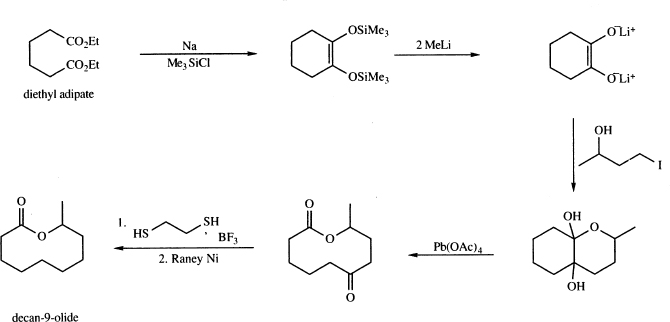 CO₂Et
CO₂Et
diethyl adipate
Na
Me₃SiCl
OSiMe₃
OSiMe₃
2 MeLi
O⁻Li⁺
O⁻Li⁺
OH
I
OH
O
OH
Pb(OAc)₄
O
O
O
1.
HS
SH
, BF₃
2. Raney Ni
O
O
decan-9-olide